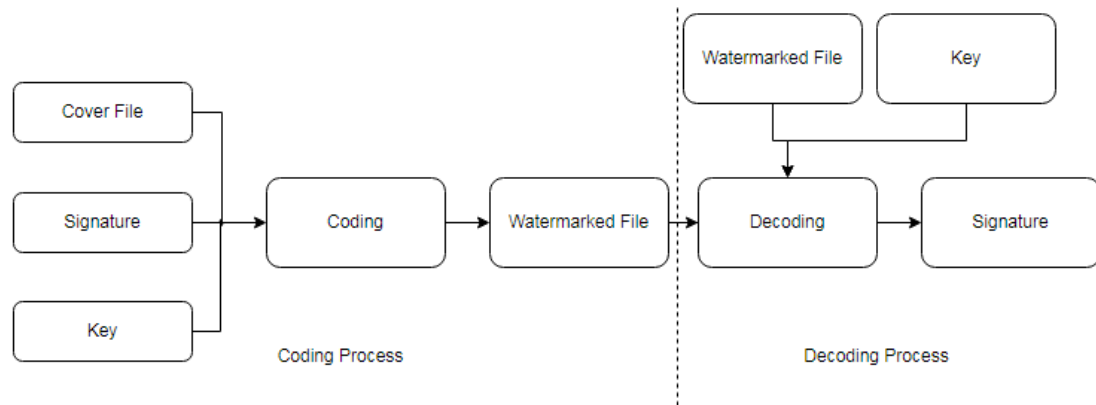 Watermarked File
Key
Cover File
Signature
Coding
Watermarked File
Decoding
Signature
Key
Coding Process
Decoding Process